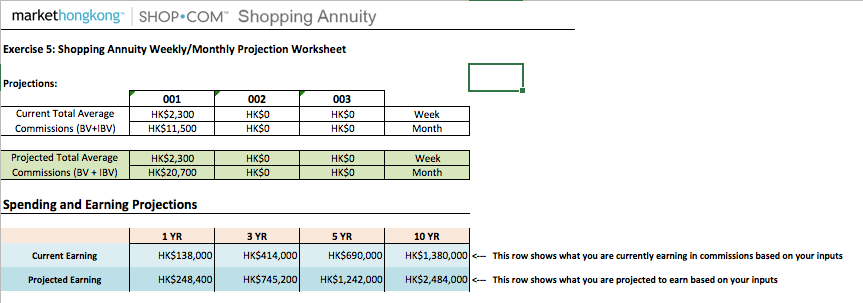 markethongkong™ SHOP•COM™ Shopping Annuity
Exercise 5: Shopping Annuity Weekly/Monthly Projection Worksheet
Projections:
001 002 003
Current Total Average HK$2,300 HK$0 HK$0 Week
Commissions (BV+IBV) HK$11,500 HK$0 HK$0 Month
Projected Total Average HK$2,300 HK$0 HK$0 Week
Commissions (BV + IBV) HK$20,700 HK$0 HK$0 Month
Spending and Earning Projections
1 YR 3 YR 5 YR 10 YR
Current Earning HK$138,000 HK$414,000 HK$690,000 HK$1,380,000 <--- This row shows what you are currently earning in commissions based on your inputs
Projected Earning HK$248,400 HK$745,200 HK$1,242,000 HK$2,484,000 <--- This row shows what you are projected to earn based on your inputs